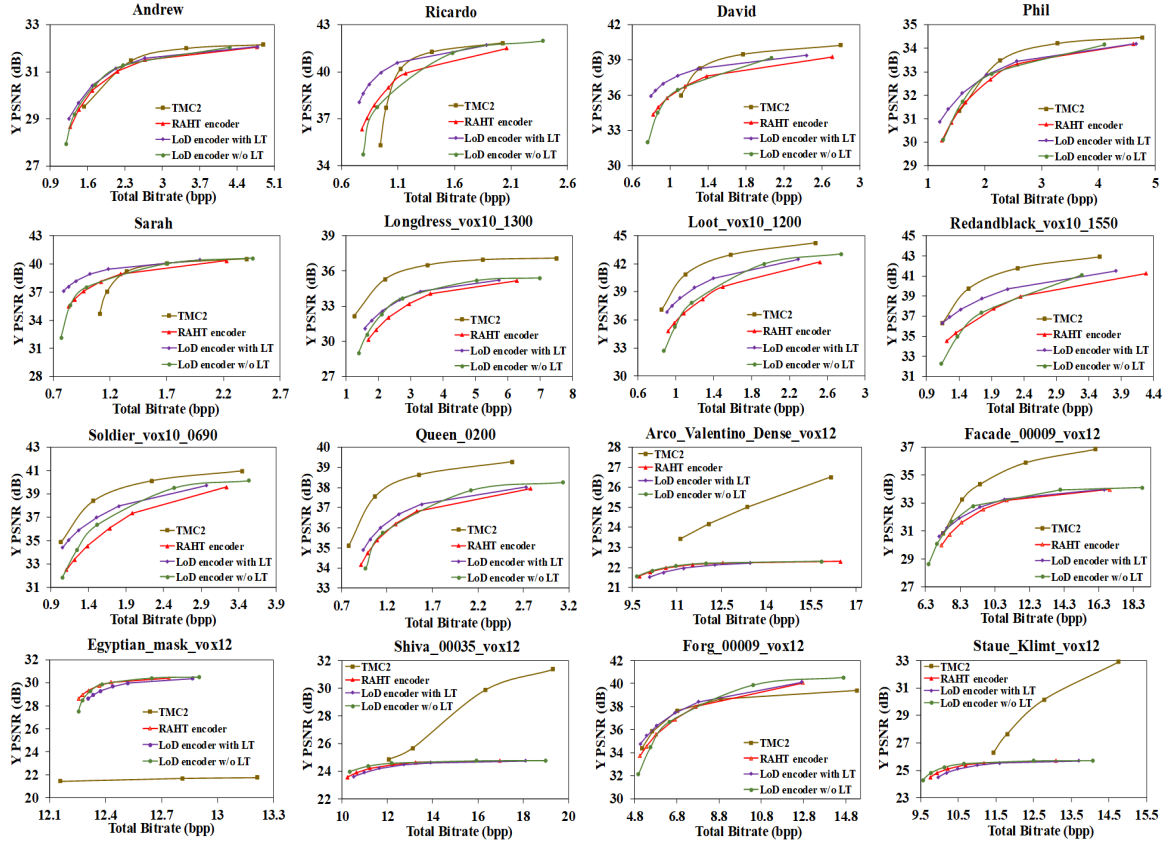 Andrew
Y PSNR (dB)
33
31
29
27
TMC2
RAHT encoder
LoD encoder with LT
LoD encoder w/o LT
0.9 1.6 2.3 3 3.7 4.4 5.1
Total Bitrate (bpp)
Ricardo
Y PSNR (dB)
43
40
37
34
TMC2
RAHT encoder
LoD encoder with LT
LoD encoder w/o LT
0.6 1.1 1.6 2.1 2.6
Total Bitrate (bpp)
David
Y PSNR (dB)
42
39
36
33
30
TMC2
RAHT encoder
LoD encoder with LT
LoD encoder w/o LT
0.6 1 1.4 1.8 2.2 2.6 3
Total Bitrate (bpp)
Phil
Y PSNR (dB)
35
34
33
31
30
29
TMC2
RAHT encoder
LoD encoder with LT
LoD encoder w/o LT
1 2 3 4 5
Total Bitrate (bpp)
Sarah
Y PSNR (dB)
43
40
37
34
31
28
TMC2
RAHT encoder
LoD encoder with LT
LoD encoder w/o LT
0.7 1.2 1.7 2.2 2.7
Total Bitrate (bpp)
Longdress_vox10_1300
Y PSNR (dB)
39
36
33
30
27
TMC2
RAHT encoder
LoD encoder with LT
LoD encoder w/o LT
1 2 3 4 5 6 7 8
Total Bitrate (bpp)
Loot_vox10_1200
Y PSNR (dB)
45
42
39
36
33
30
TMC2
RAHT encoder
LoD encoder with LT
LoD encoder w/o LT
0.6 1 1.4 1.8 2.2 2.6 3
Total Bitrate (bpp)
Redandblack_vox10_1550
Y PSNR (dB)
45
43
41
39
37
35
33
31
TMC2
RAHT encoder
LoD encoder with LT
LoD encoder w/o LT
0.9 1.4 1.9 2.4 2.9 3.4 3.9 4.4
Total Bitrate (bpp)
Soldier_vox10_0690
Y PSNR (dB)
43
41
39
37
35
33
31
TMC2
RAHT encoder
LoD encoder with LT
LoD encoder w/o LT
0.9 1.4 1.9 2.4 2.9 3.4 3.9
Total Bitrate (bpp)
Queen_0200
Y PSNR (dB)
40
39
38
37
36
35
34
33
TMC2
RAHT encoder
LoD encoder with LT
LoD encoder w/o LT
0.7 1.2 1.7 2.2 2.7 3.2
Total Bitrate (bpp)
Arco_Valentino_Dense_vox12
Y PSNR (dB)
28
27
26
25
24
23
22
21
TMC2
RAHT encoder
LoD encoder with LT
LoD encoder w/o LT
9.5 11 12.5 14 15.5 17
Total Bitrate (bpp)
Facade_00009_vox12
Y PSNR (dB)
37
35
33
31
29
27
TMC2
RAHT encoder
LoD encoder with LT
LoD encoder w/o LT
6.3 8.3 10.3 12.3 14.3 16.3 18.3
Total Bitrate (bpp)
Egyptian_mask_vox12
Y PSNR (dB)
32
30
28
26
24
22
20
TMC2
RAHT encoder
LoD encoder with LT
LoD encoder w/o LT
12.1 12.4 12.7 13 13.3
Total Bitrate (bpp)
Shiva_00035_vox12
Y PSNR (dB)
32
30
28
26
24
22
TMC2
RAHT encoder
LoD encoder with LT
LoD encoder w/o LT
10 11 12 13 14 15 16 17 18 19 20
Total Bitrate (bpp)
Forg_00009_vox12
Y PSNR (dB)
42
40
38
36
34
32
30
TMC2
RAHT encoder
LoD encoder with LT
LoD encoder w/o LT
4.8 6.8 8.8 10.8 12.8 14.8
Total Bitrate (bpp)
Staue_Klimt_vox12
Y PSNR (dB)
33
31
29
27
25
23
TMC2
RAHT encoder
LoD encoder with LT
LoD encoder w/o LT
9.5 10.5 11.5 12.5 13.5 14.5 15.5
Total Bitrate (bpp)